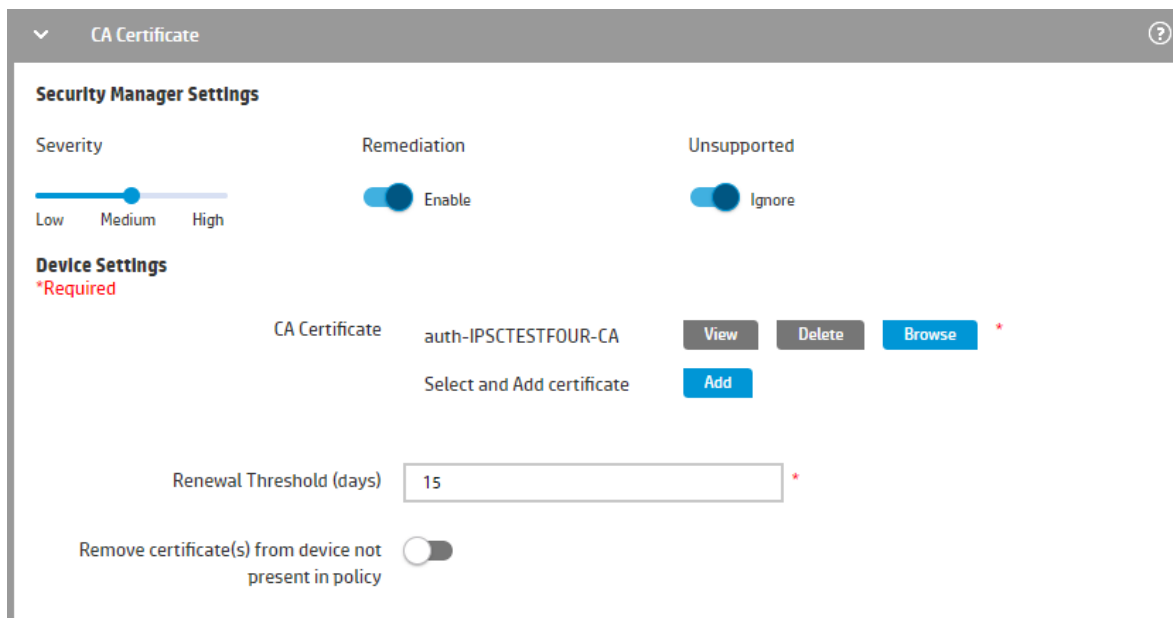 CA Certificate
?
Security Manager Settings
Severity Remediation Unsupported
Enable Ignore
Low Medium High
Device Settings
*Required
CA Certificate auth-IPSCTESTFOUR-CA View Delete Browse *
Select and Add certificate Add
Renewal Threshold (days) 15 *
Remove certificate(s) from device not
present in policy